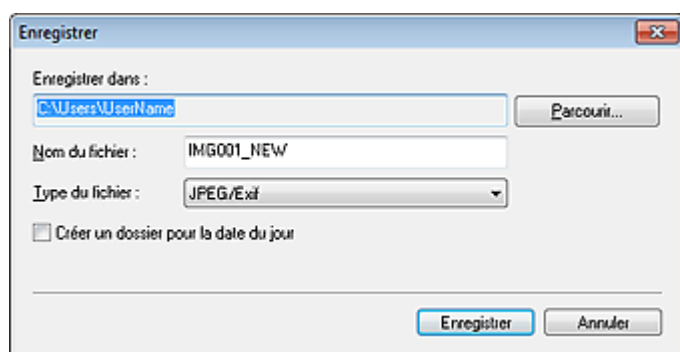 Enregistrer
Enregistrer dans :
C:\Users\UserName
Parcourir...
Nom du fichier :
IMG001_NEW
Type du fichier :
JPEG/Exif
Créer un dossier pour la date du jour
Enregistrer
Annuler